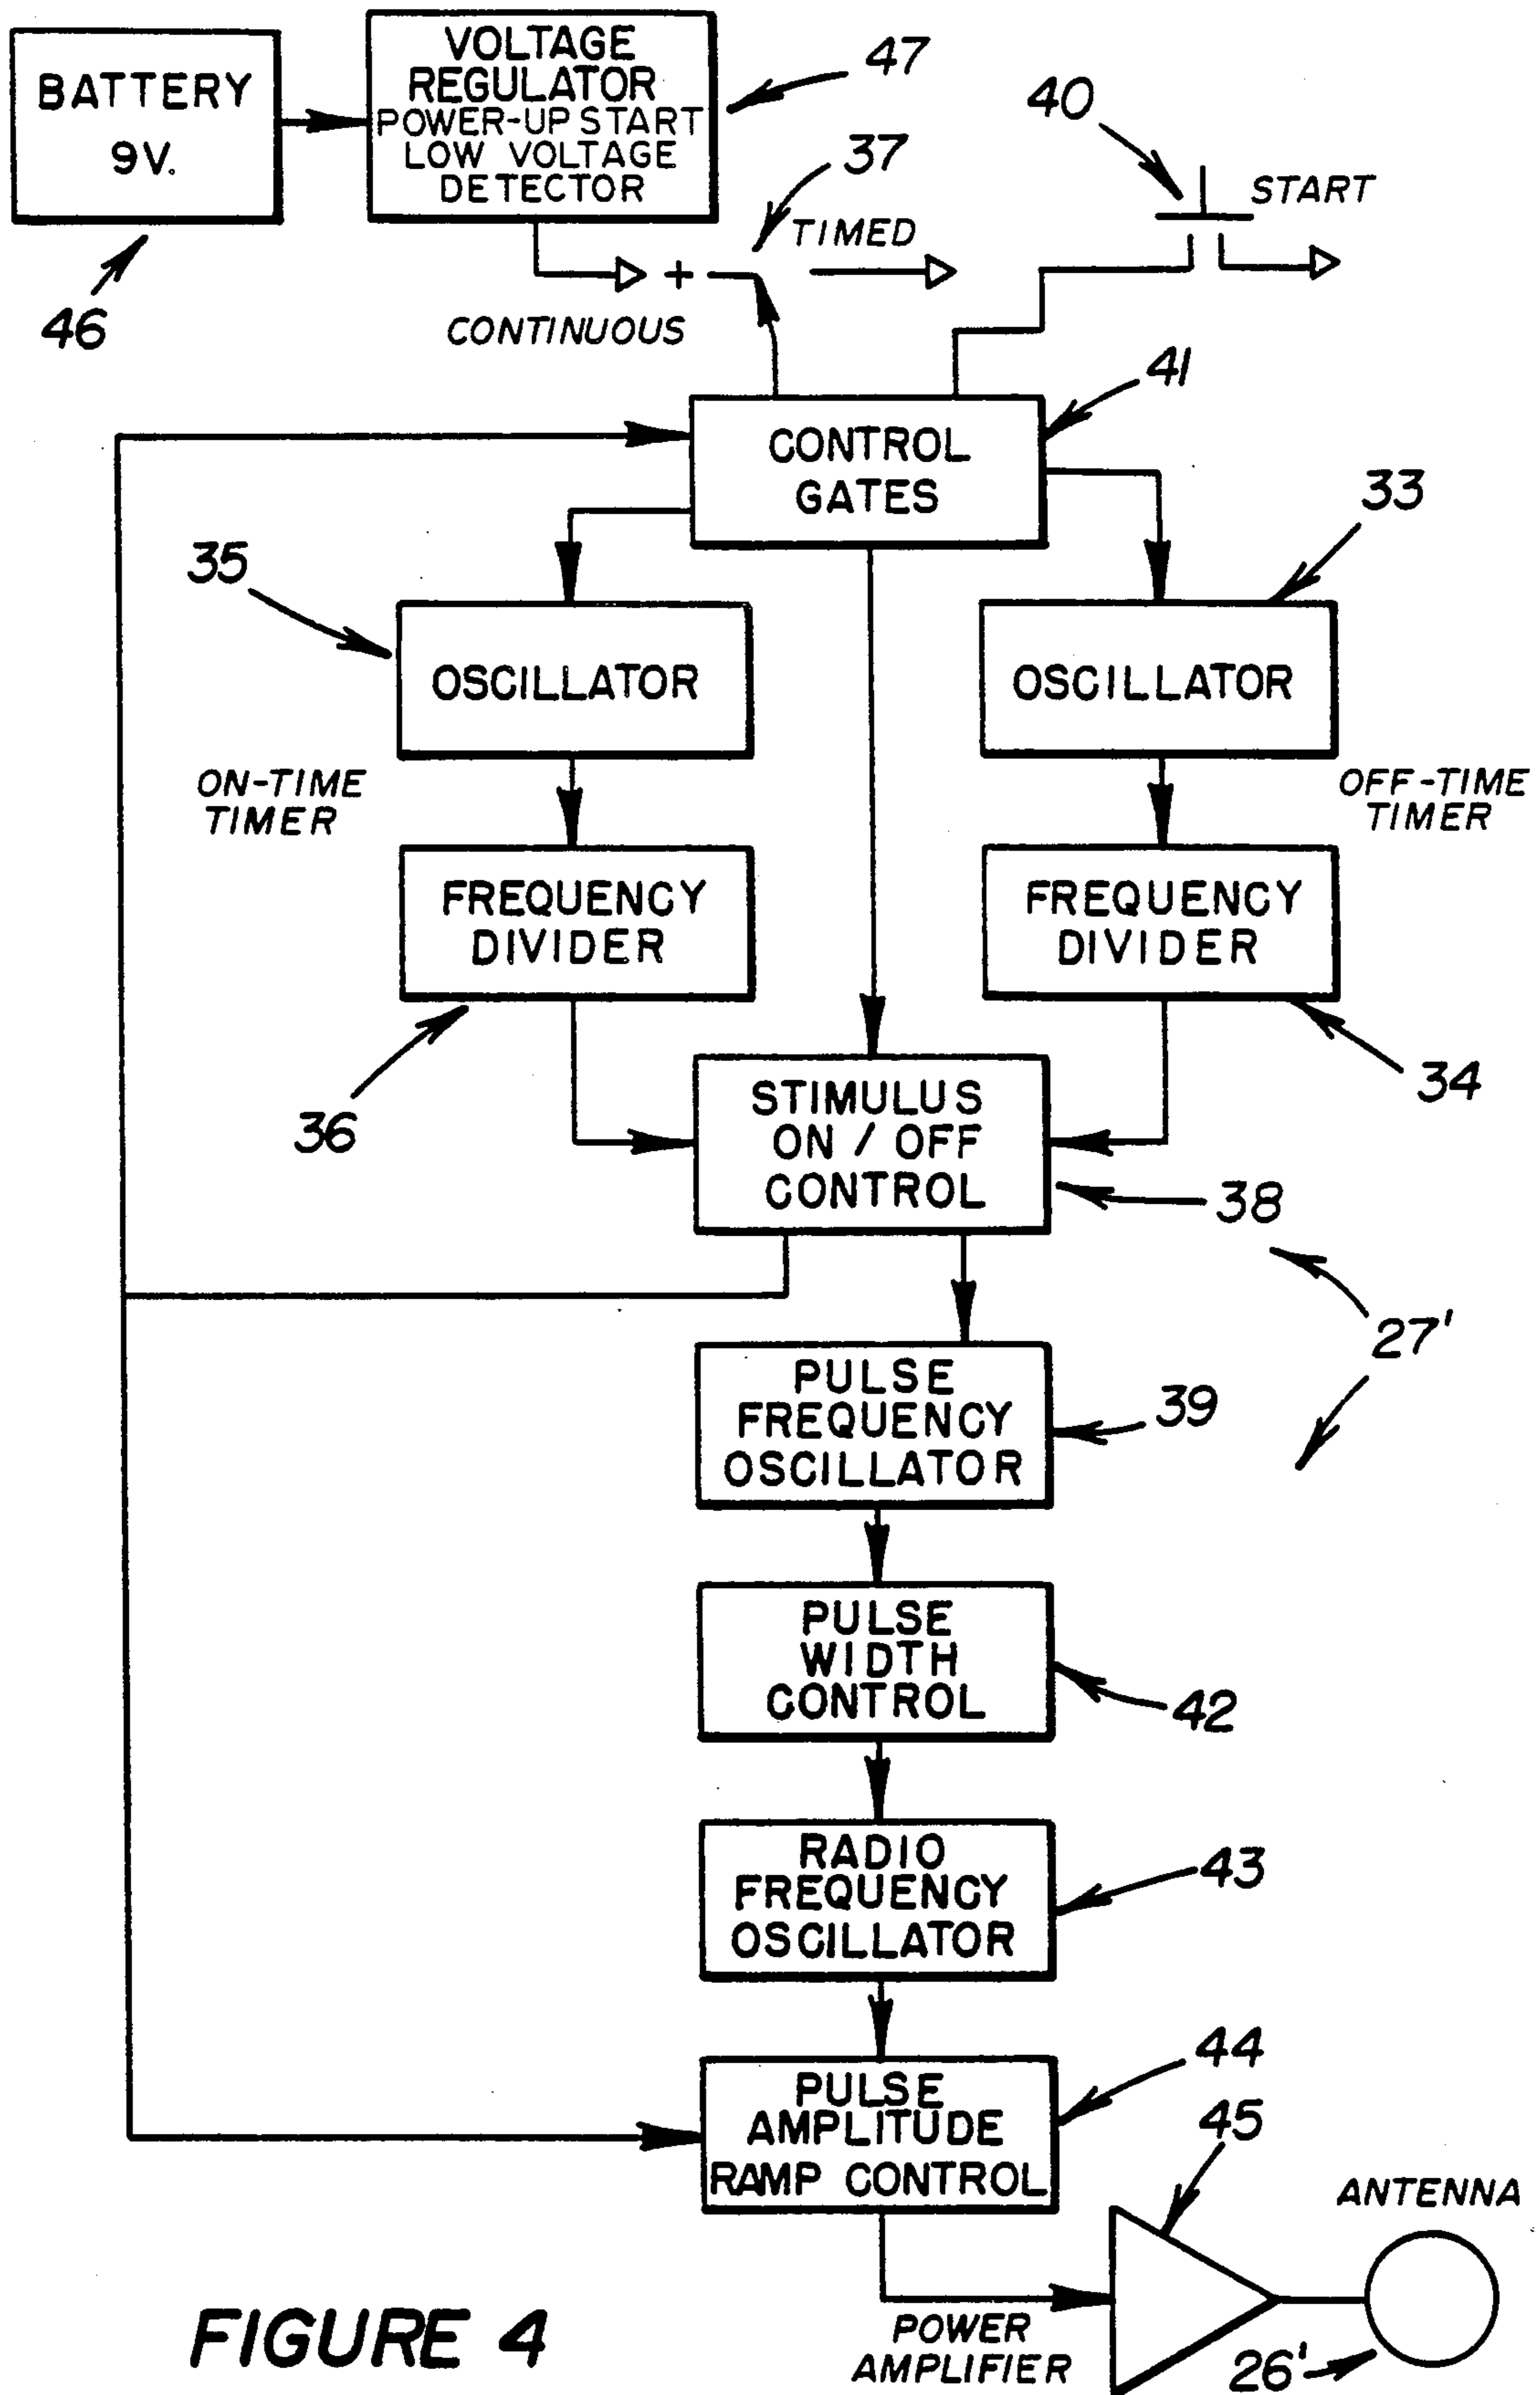 BATTERY
9V.
VOLTAGE
REGULATOR
POWER-UP START
LOW VOLTAGE
DETECTOR
47
40
START
37
TIMED
+
CONTINUOUS
46
41
CONTROL
GATES
33
35
OSCILLATOR
OSCILLATOR
ON-TIME
TIMER
OFF-TIME
TIMER
FREQUENCY
DIVIDER
FREQUENCY
DIVIDER
36
34
STIMULUS
ON / OFF
CONTROL
38
27'
PULSE
FREQUENCY
OSCILLATOR
39
PULSE
WIDTH
CONTROL
42
RADIO
FREQUENCY
OSCILLATOR
43
PULSE
AMPLITUDE
RAMP CONTROL
44
45
ANTENNA
POWER
AMPLIFIER
26'
FIGURE 4